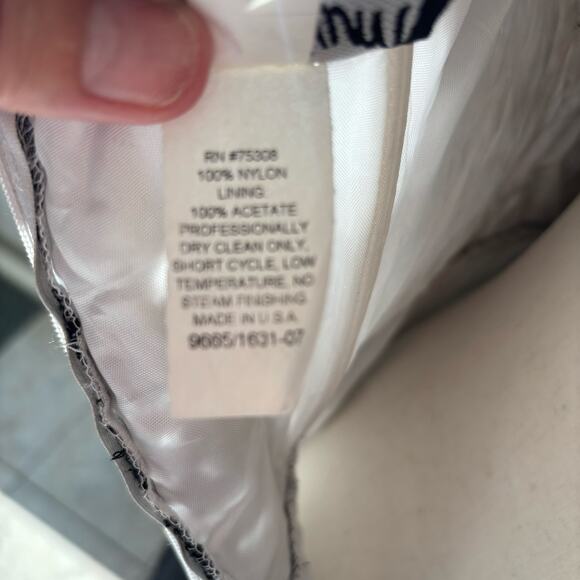 RN #75308
100% NYLON
LINING:
100% ACETATE
PROFESSIONALLY
DRY CLEAN ONLY,
SHORT CYCLE, LOW
TEMPERATURE, NO
STEAM FINISHING.
MADE IN U.S.A.
9665/1631-07